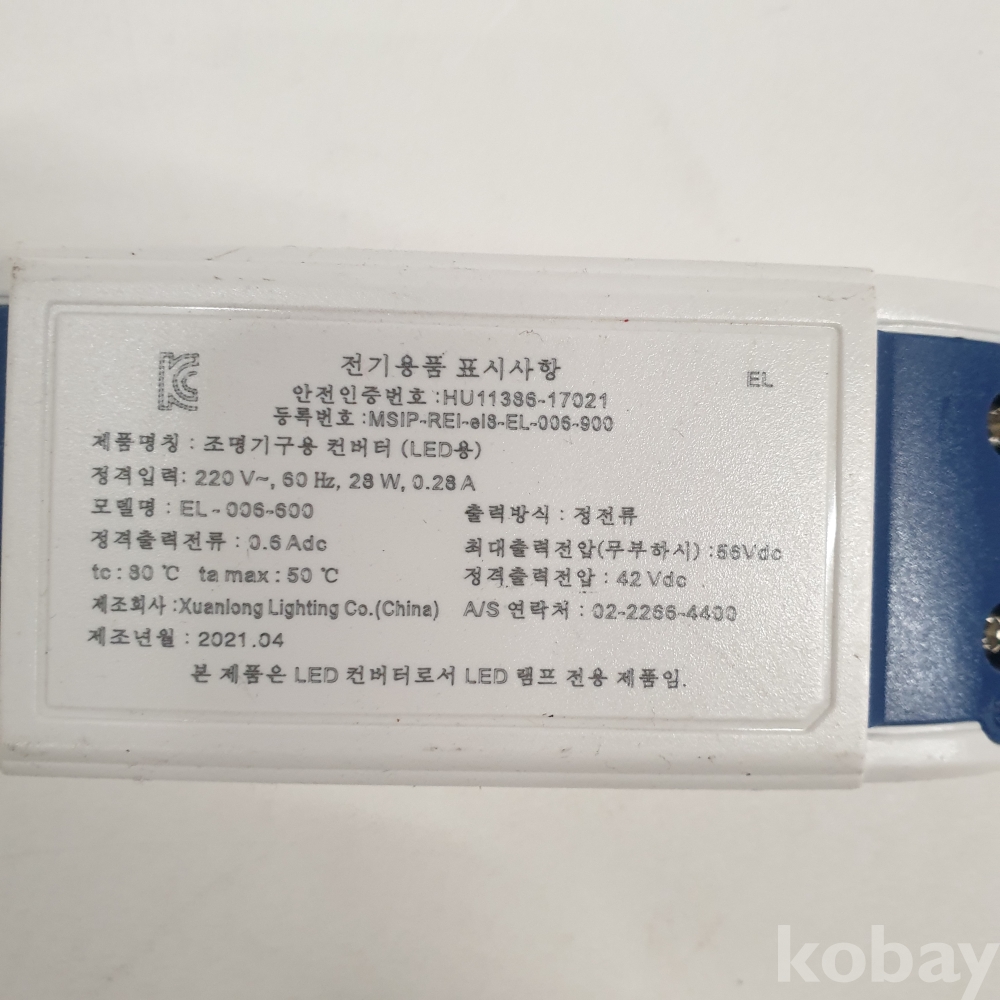 전기용품 표시사항
EL
안전인증번호 :HU11386-17021
등록번호 :MSIP-REI-el8-EL-006-900
제품명칭 : 조명기구용 컨버터 (LED용)
정격입력: 220 V~, 60 Hz, 28 W, 0.28 A
모델명 : EL-006-600
출력방식 : 정전류
정격출력전류 : 0.6 Adc
최대출력전압(무부하시) :56Vdc
tc : 80 ℃ ta max : 50 ℃
정격출력전압 : 42 Vdc
제조회사 :Xuanlong Lighting Co.(China)
A/S 연락처 : 02-2266-4400
제조년월 : 2021.04
본 제품은 LED 컨버터로서 LED 램프 전용 제품임.
kobay